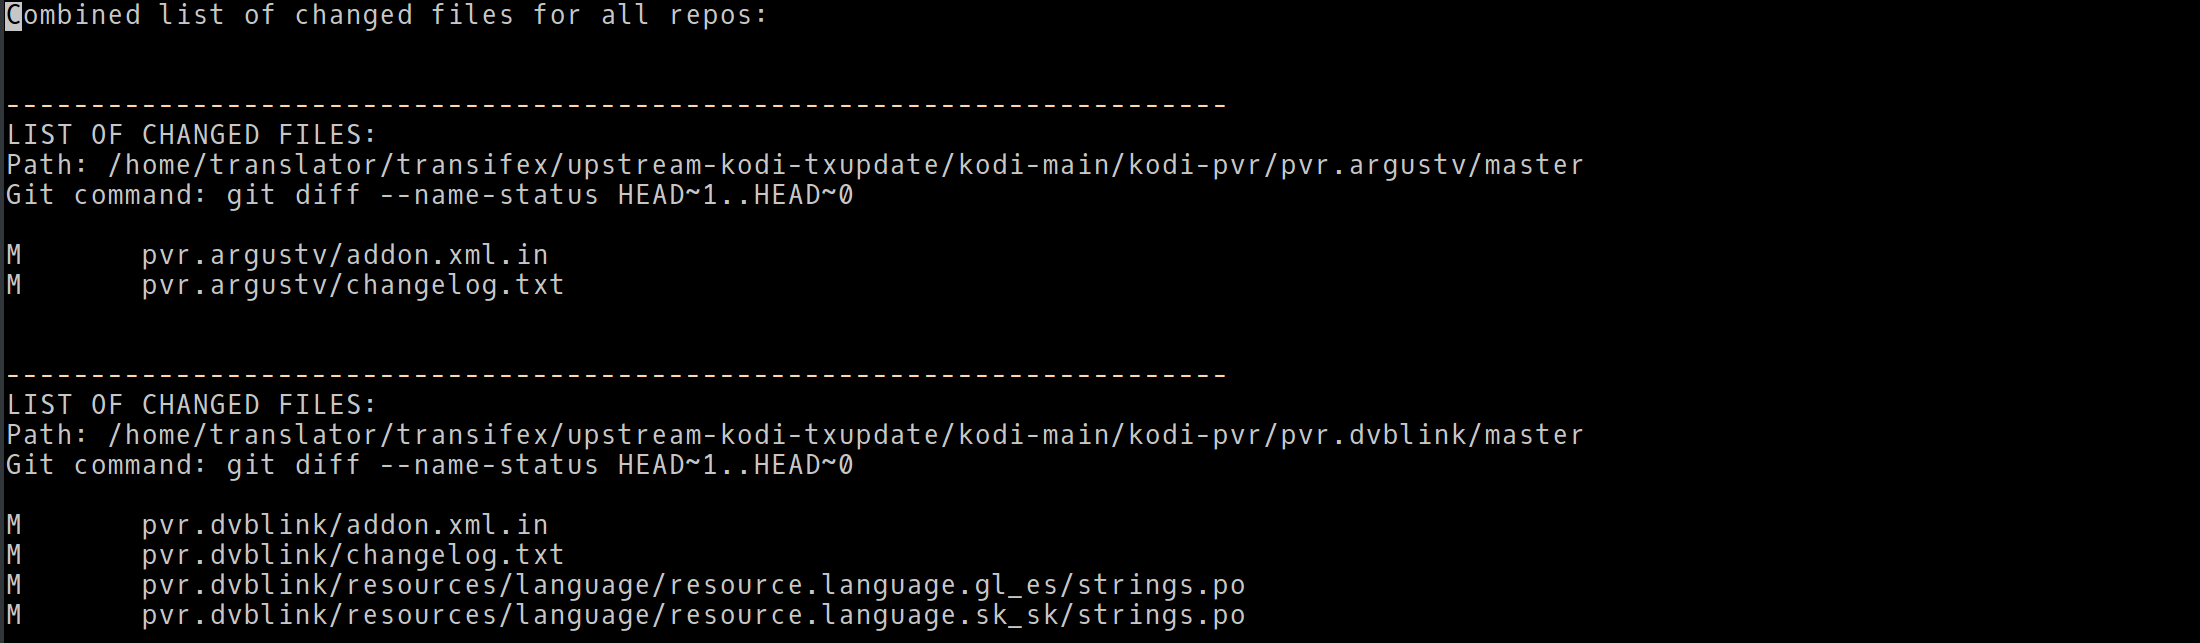 Combined list of changed files for all repos:
------------------------------------------------------------------------
LIST OF CHANGED FILES:
Path: /home/translator/transifex/upstream-kodi-txupdate/kodi-main/kodi-pvr/pvr.argustv/master
Git command: git diff --name-status HEAD~1..HEAD~0
M       pvr.argustv/addon.xml.in
M       pvr.argustv/changelog.txt
------------------------------------------------------------------------
LIST OF CHANGED FILES:
Path: /home/translator/transifex/upstream-kodi-txupdate/kodi-main/kodi-pvr/pvr.dvblink/master
Git command: git diff --name-status HEAD~1..HEAD~0
M       pvr.dvblink/addon.xml.in
M       pvr.dvblink/changelog.txt
M       pvr.dvblink/resources/language/resource.language.gl_es/strings.po
M       pvr.dvblink/resources/language/resource.language.sk_sk/strings.po